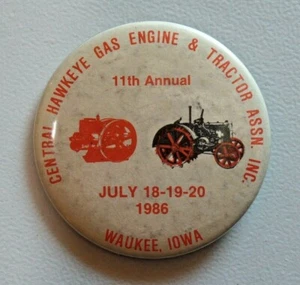 CENTRAL HAWKEYE GAS ENGINE & TRACTOR ASSN. INC.
11th Annual
JULY 18-19-20
1986
WAUKEE, IOWA